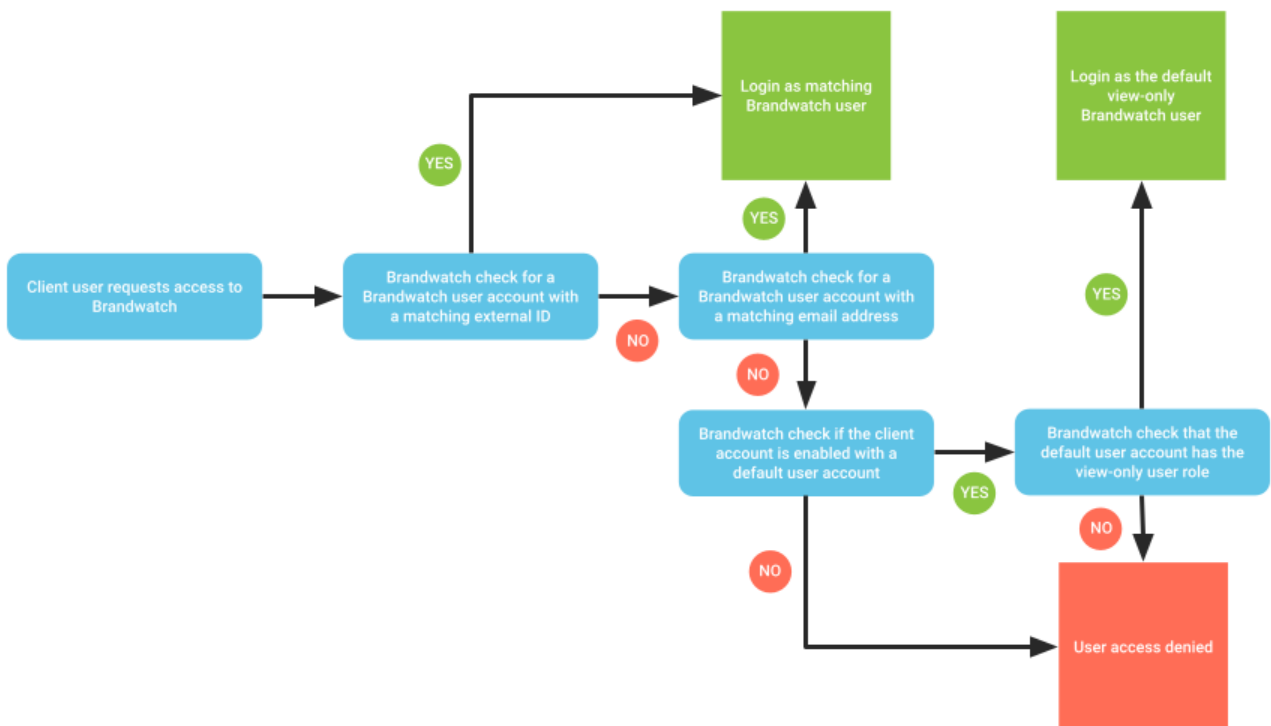 Login as matching
Brandwatch user
Login as the default
view-only
Brandwatch user
YES
YES
Client user requests access to
Brandwatch
Brandwatch check for a
Brandwatch user account with
a matching external ID
Brandwatch check for a
Brandwatch user account with
a matching email address
YES
NO
NO
Brandwatch check if the client
account is enabled with a
default user account
Brandwatch check that the
default user account has the
view-only user role
YES
NO
NO
User access denied